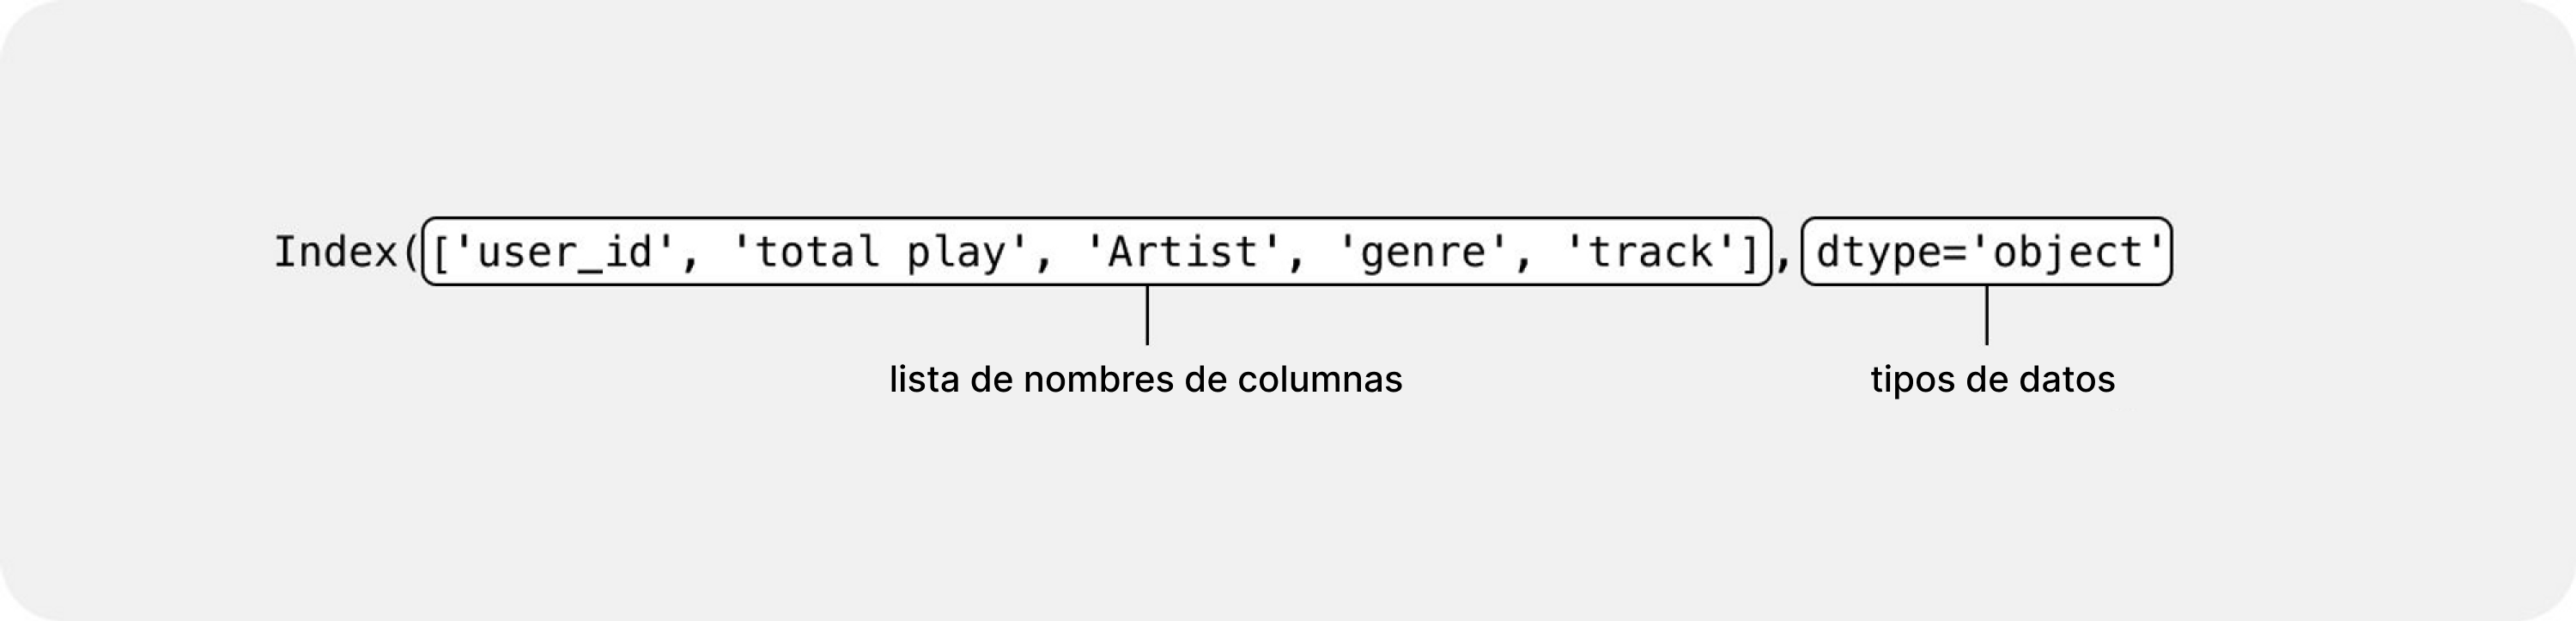 Index(['user_id', 'total play', 'Artist', 'genre', 'track'], dtype='object'
lista de nombres de columnas
tipos de datos